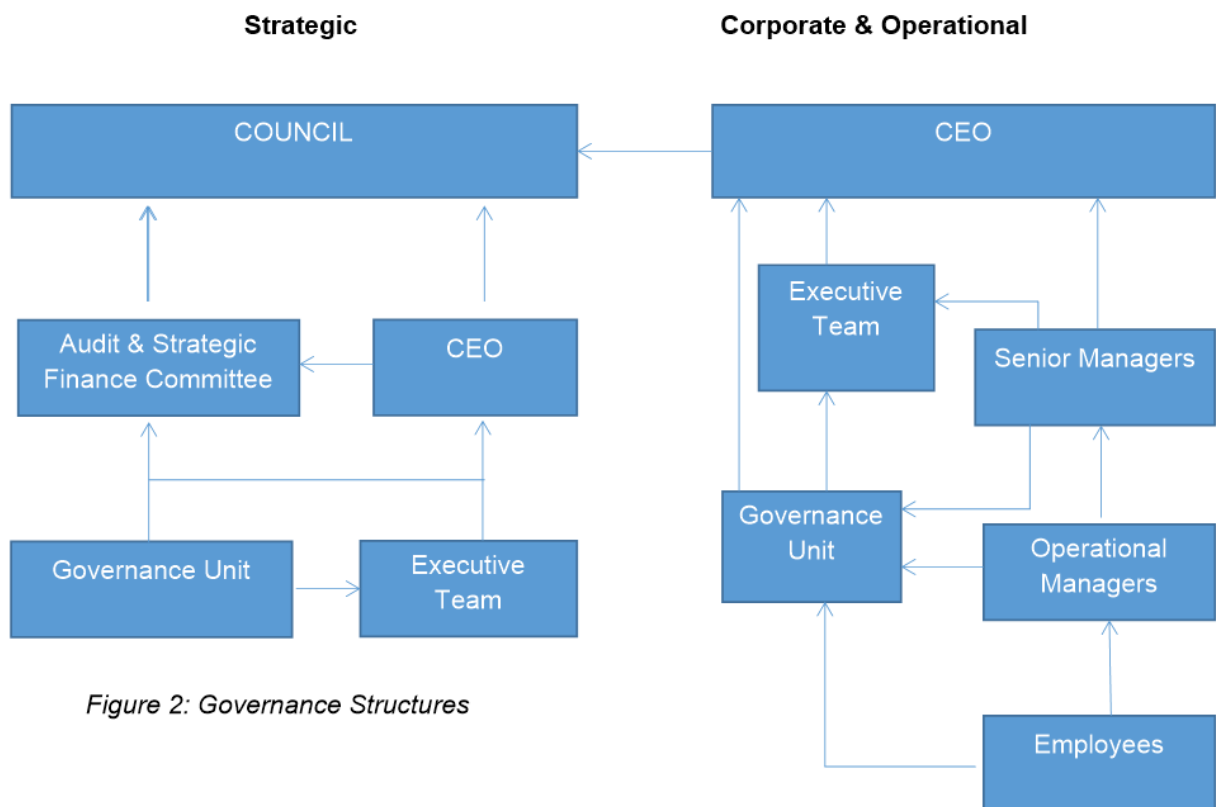 Strategic
Corporate & Operational
COUNCIL
CEO
Audit & Strategic
Finance Committee
CEO
Governance Unit
Executive
Team
Executive
Team
Senior Managers
Governance
Unit
Operational
Managers
Employees
Figure 2: Governance Structures